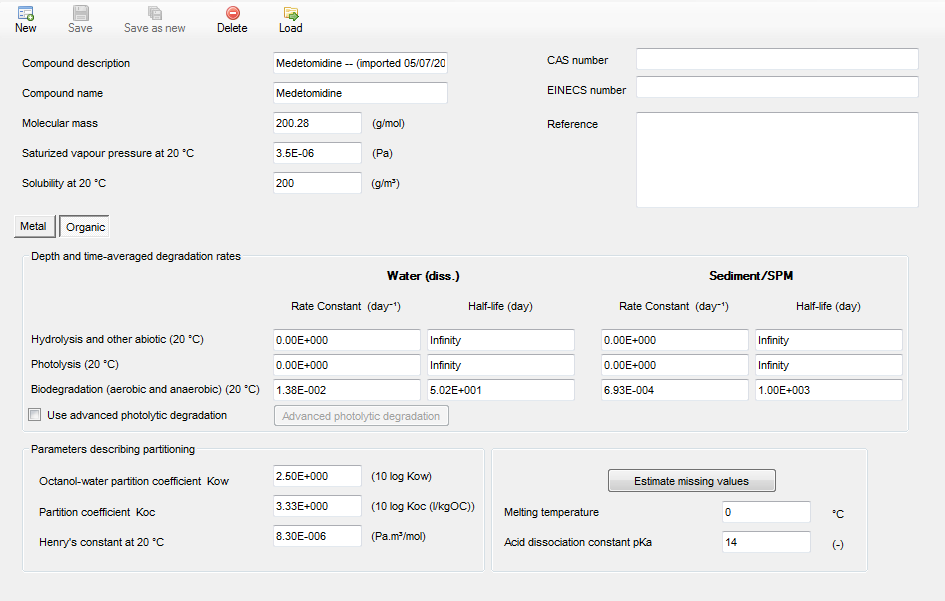 New Save Save as new Delete Load
Compound description Medetomidine -- (imported 05/07/20
CAS number
Compound name Medetomidine
EINECS number
Molecular mass 200.28 (g/mol)
Reference
Saturized vapour pressure at 20 °C 3.5E-06 (Pa)
Solubility at 20 °C 200 (g/m³)
Metal Organic
Depth and time-averaged degradation rates
Water (diss.) Sediment/SPM
Rate Constant (day⁻¹) Half-life (day) Rate Constant (day⁻¹) Half-life (day)
Hydrolysis and other abiotic (20 °C) 0.00E+000 Infinity 0.00E+000 Infinity
Photolysis (20 °C) 0.00E+000 Infinity 0.00E+000 Infinity
Biodegradation (aerobic and anaerobic) (20 °C) 1.38E-002 5.02E+001 6.93E-004 1.00E+003
Use advanced photolytic degradation Advanced photolytic degradation
Parameters describing partitioning
Octanol-water partition coefficient Kow 2.50E+000 (10 log Kow)
Partition coefficient Koc 3.33E+000 (10 log Koc (l/kgOC))
Henry's constant at 20 °C 8.30E-006 (Pa.m³/mol)
Estimate missing values
Melting temperature 0 °C
Acid dissociation constant pKa 14 (-)